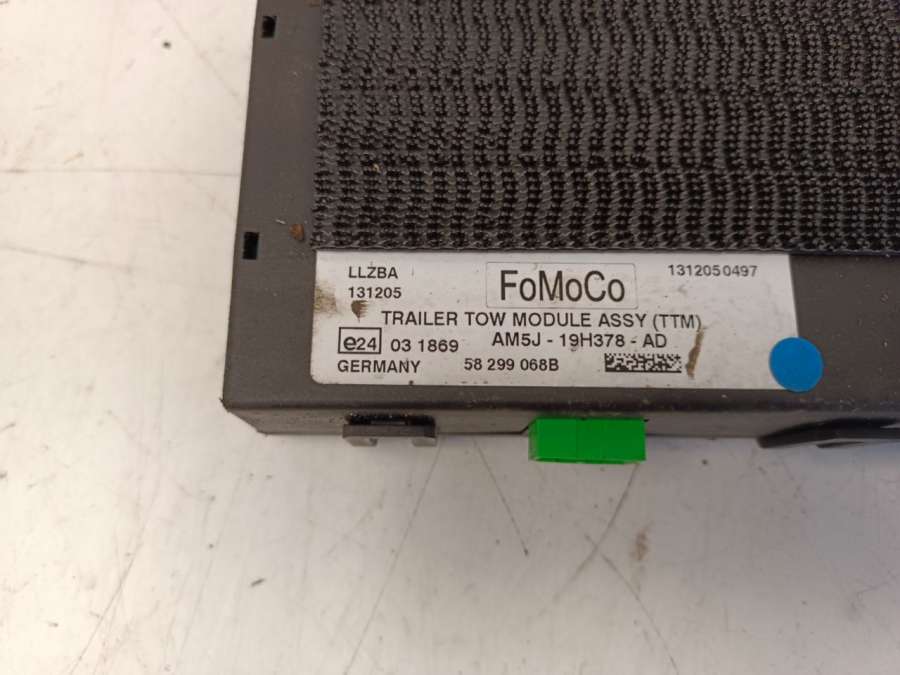 LLZBA
131205
FoMoCo
1312050497
TRAILER TOW MODULE ASSY (TTM)
e24 03 1869
AM5J - 19H378 - AD
GERMANY
58 299 068B